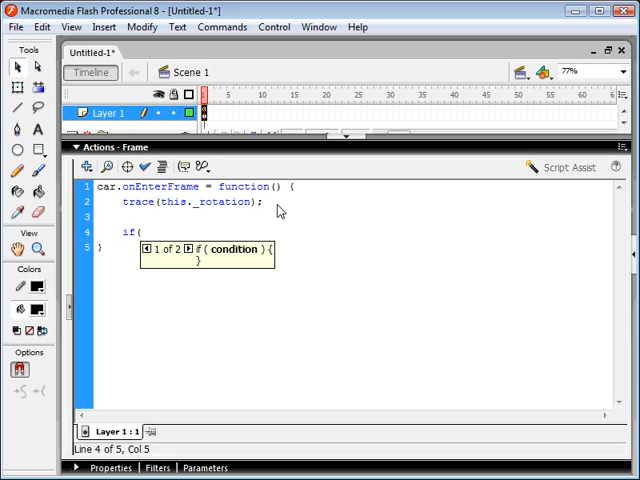 Macromedia Flash Professional 8 - [Untitled-1*]
File Edit View Insert Modify Text Commands Control Window Help
Tools
Untitled-1*
Timeline
Scene 1
77%
1 5 10 15 20 25 30 35 40 45 50 55 60 65
Layer 1
Actions - Frame
Script Assist
1 car.onEnterFrame = function() {
2 trace(this._rotation);
3
4 if(
5 }
1 of 2 if ( condition ) {
}
View
Colors
Options
Layer 1 : 1
Line 4 of 5, Col 5
Properties Filters Parameters